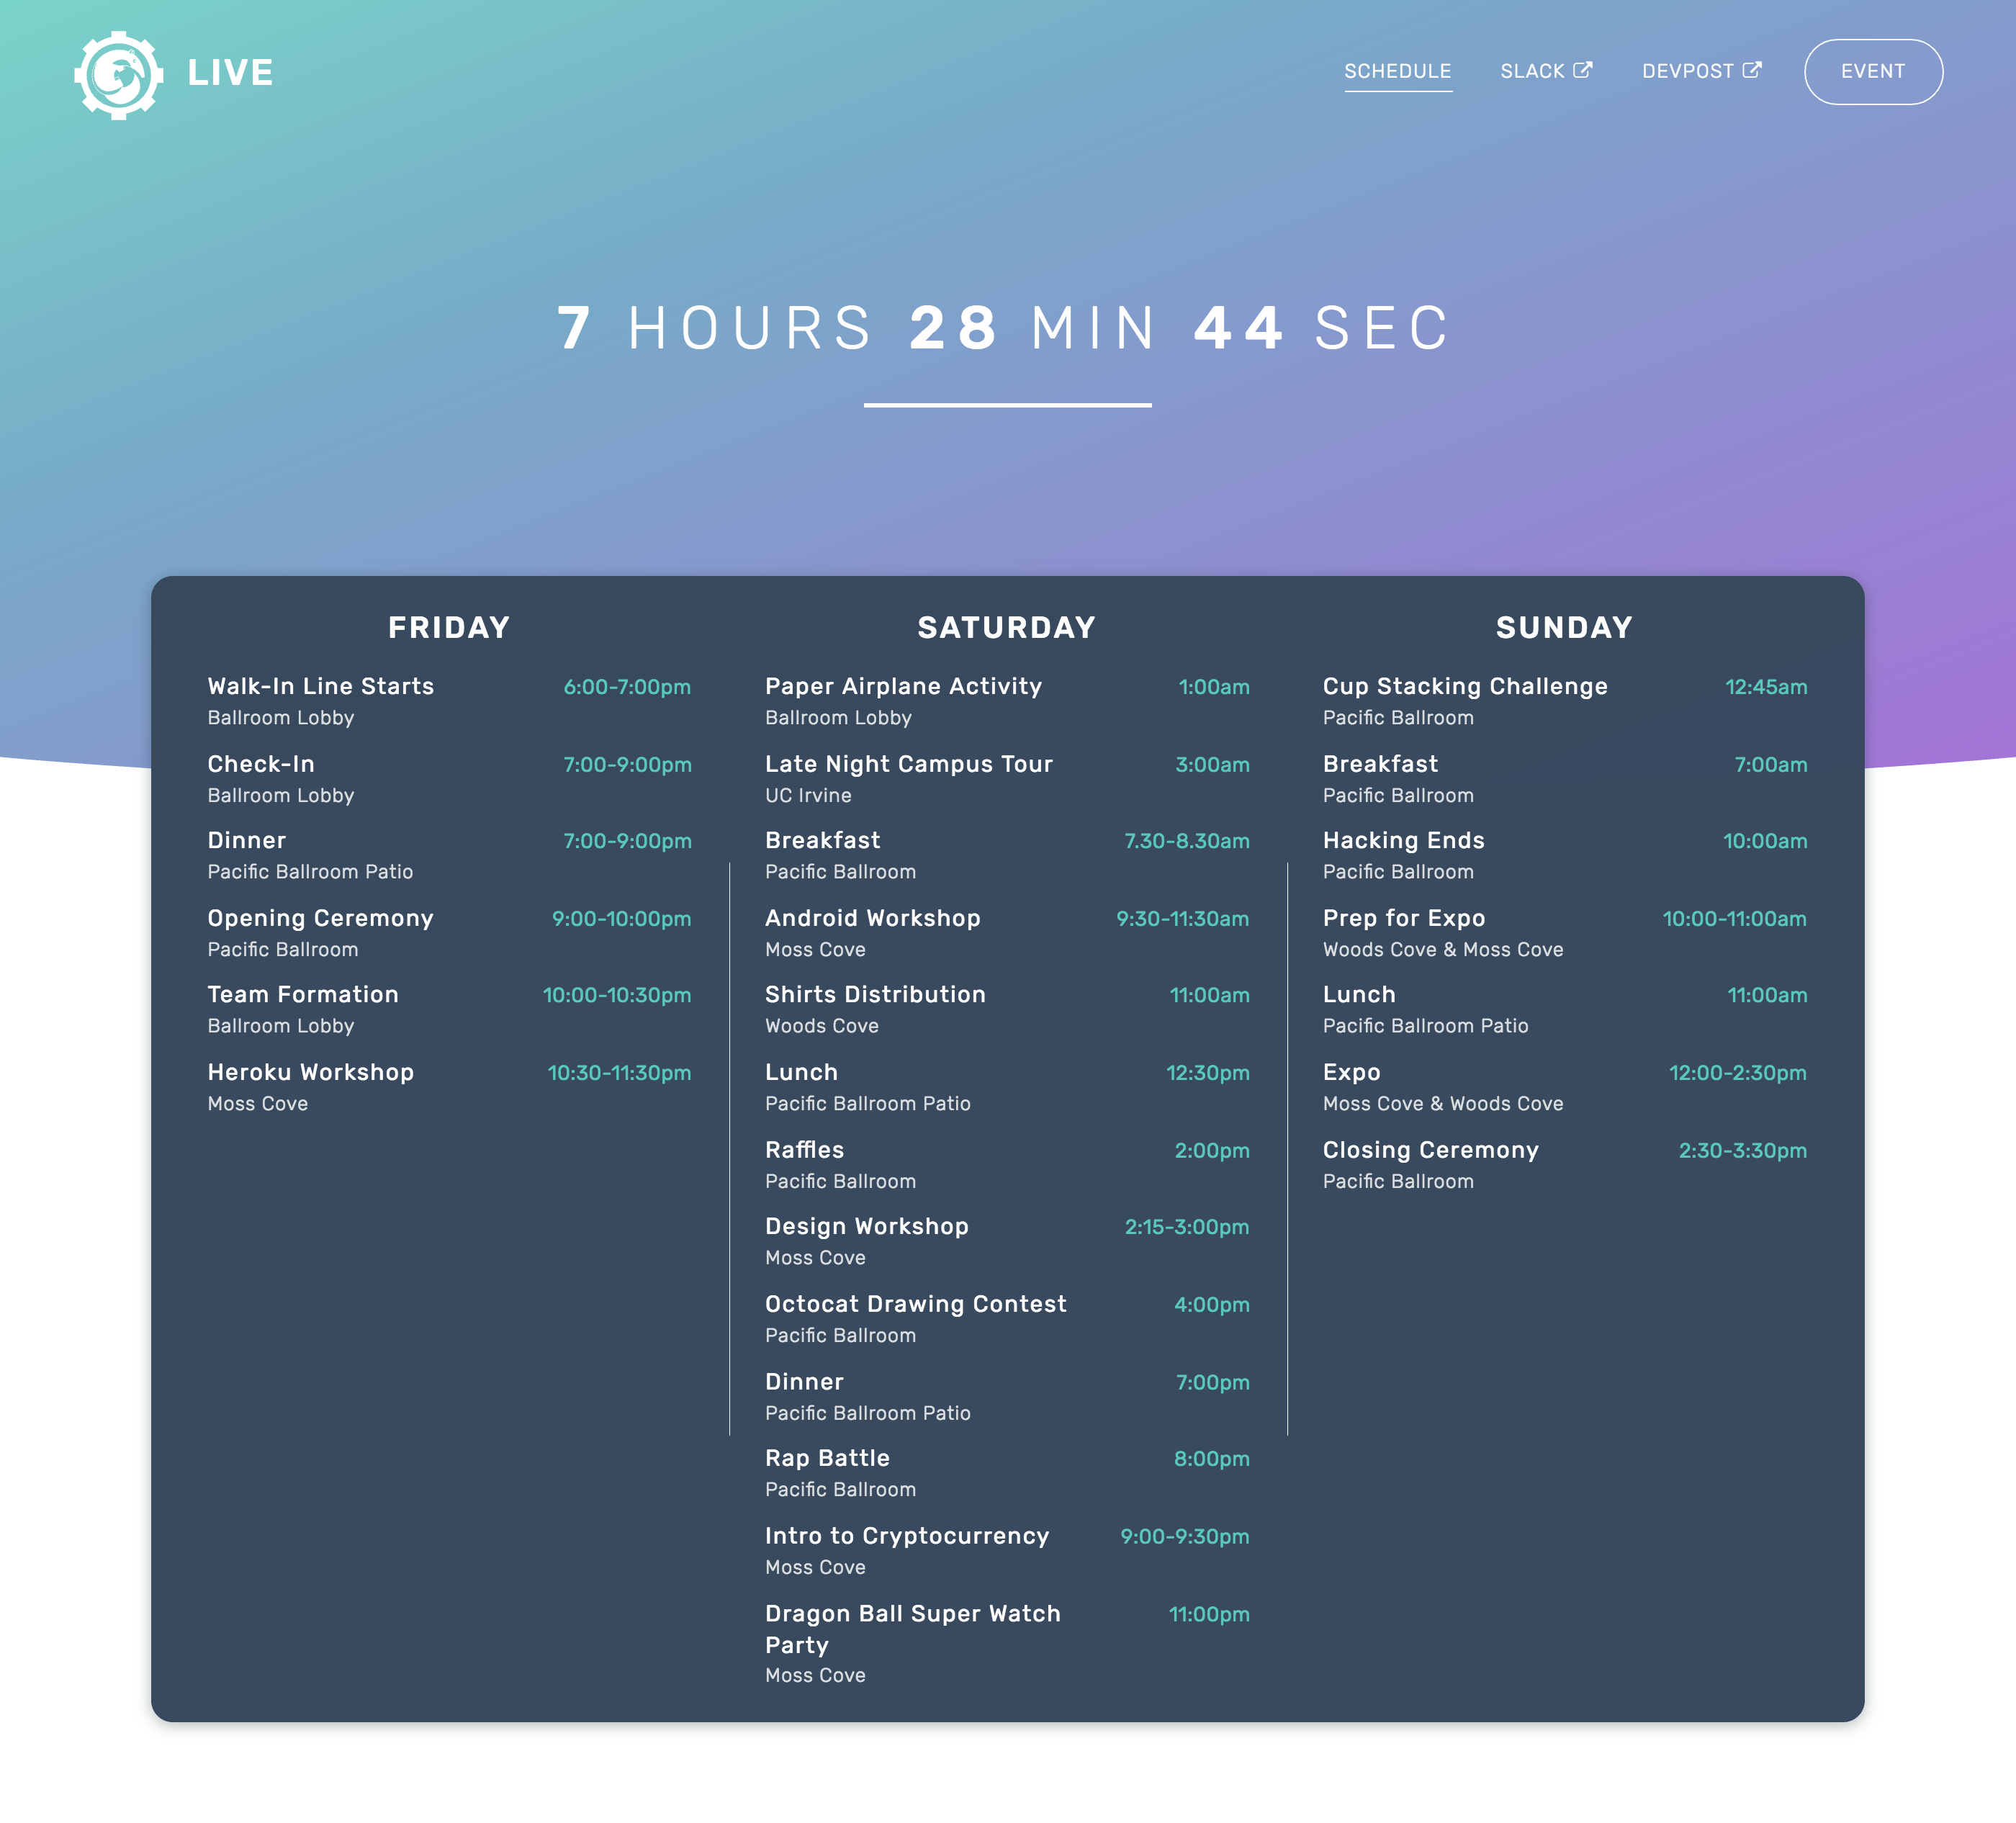 LIVE
SCHEDULE SLACK DEVPOST EVENT
7 HOURS 28 MIN 44 SEC
FRIDAY
Walk-In Line Starts 6:00-7:00pm
Ballroom Lobby
Check-In 7:00-9:00pm
Ballroom Lobby
Dinner 7:00-9:00pm
Pacific Ballroom Patio
Opening Ceremony 9:00-10:00pm
Pacific Ballroom
Team Formation 10:00-10:30pm
Ballroom Lobby
Heroku Workshop 10:30-11:30pm
Moss Cove
SATURDAY
Paper Airplane Activity 1:00am
Ballroom Lobby
Late Night Campus Tour 3:00am
UC Irvine
Breakfast 7.30-8.30am
Pacific Ballroom
Android Workshop 9:30-11:30am
Moss Cove
Shirts Distribution 11:00am
Woods Cove
Lunch 12:30pm
Pacific Ballroom Patio
Raffles 2:00pm
Pacific Ballroom
Design Workshop 2:15-3:00pm
Moss Cove
Octocat Drawing Contest 4:00pm
Pacific Ballroom
Dinner 7:00pm
Pacific Ballroom Patio
Rap Battle 8:00pm
Pacific Ballroom
Intro to Cryptocurrency 9:00-9:30pm
Moss Cove
Dragon Ball Super Watch 11:00pm
Party
Moss Cove
SUNDAY
Cup Stacking Challenge 12:45am
Pacific Ballroom
Breakfast 7:00am
Pacific Ballroom
Hacking Ends 10:00am
Pacific Ballroom
Prep for Expo 10:00-11:00am
Woods Cove & Moss Cove
Lunch 11:00am
Pacific Ballroom Patio
Expo 12:00-2:30pm
Moss Cove & Woods Cove
Closing Ceremony 2:30-3:30pm
Pacific Ballroom